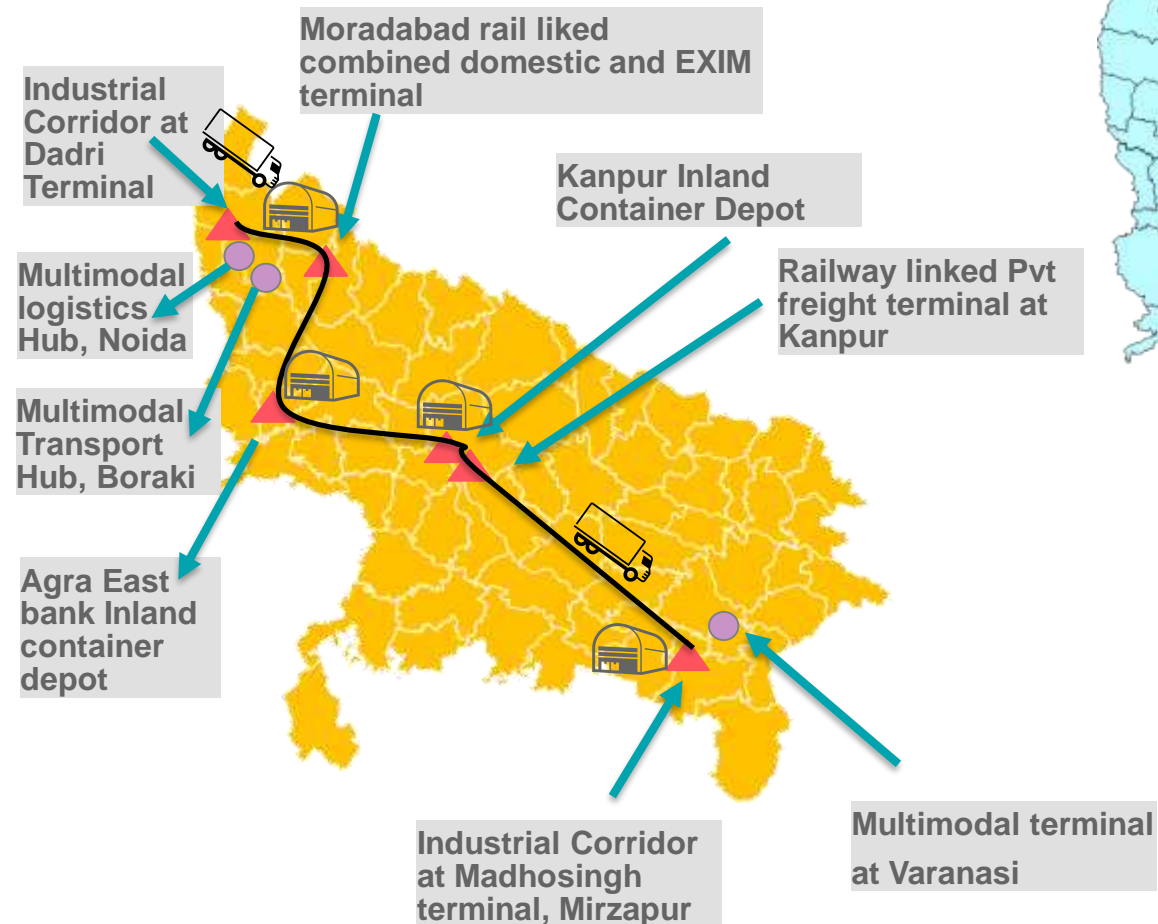 Moradabad rail liked
combined domestic and EXIM
terminal
Industrial
Corridor at
Dadri
Terminal
Kanpur Inland
Container Depot
Railway linked Pvt
freight terminal at
Kanpur
Multimodal
logistics
Hub, Noida
Multimodal
Transport
Hub, Boraki
Agra East
bank Inland
container
depot
Industrial Corridor
at Madhosingh
terminal, Mirzapur
Multimodal terminal
at Varanasi